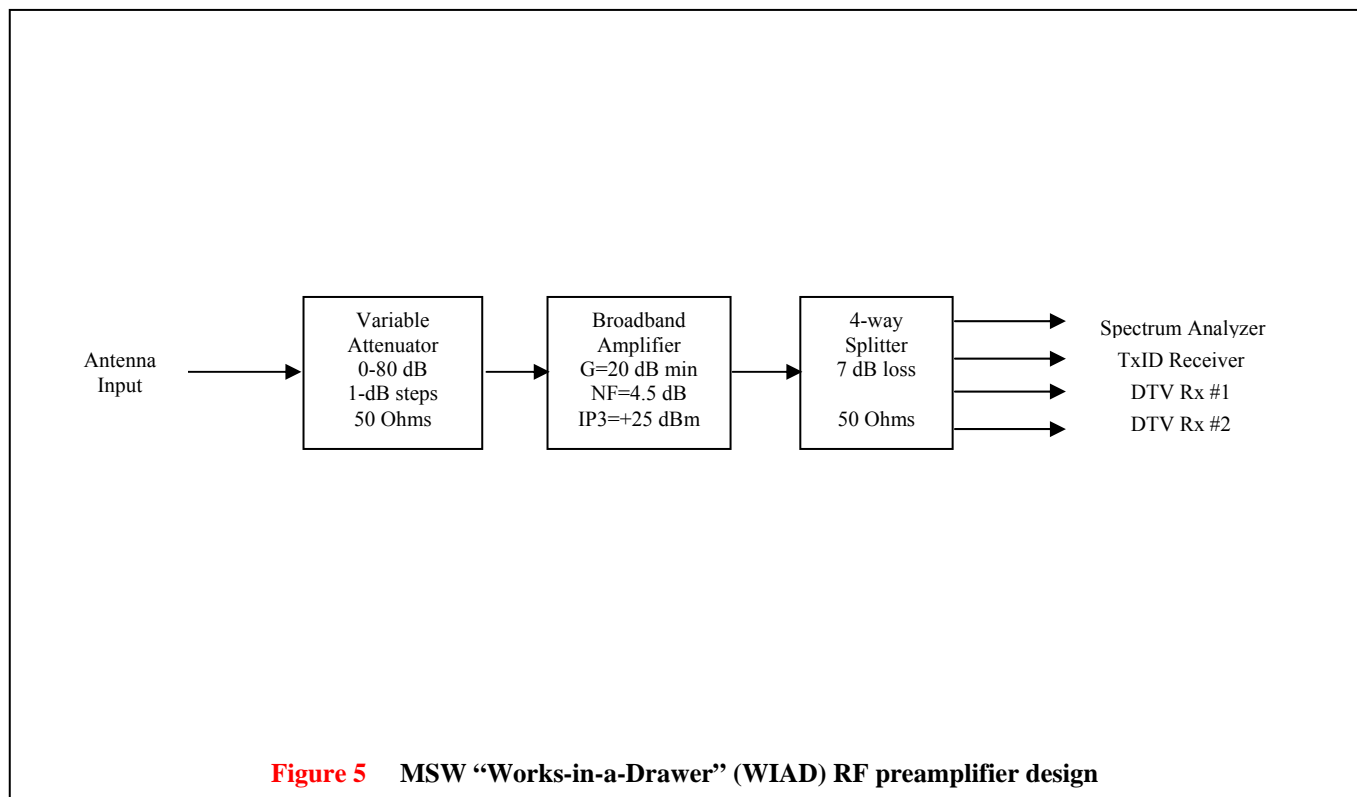 Antenna
Input
Variable
Attenuator
0-80 dB
1-dB steps
50 Ohms
Broadband
Amplifier
G=20 dB min
NF=4.5 dB
IP3=+25 dBm
4-way
Splitter
7 dB loss
50 Ohms
Spectrum Analyzer
TxID Receiver
DTV Rx #1
DTV Rx #2
Figure 5 MSW “Works-in-a-Drawer” (WIAD) RF preamplifier design